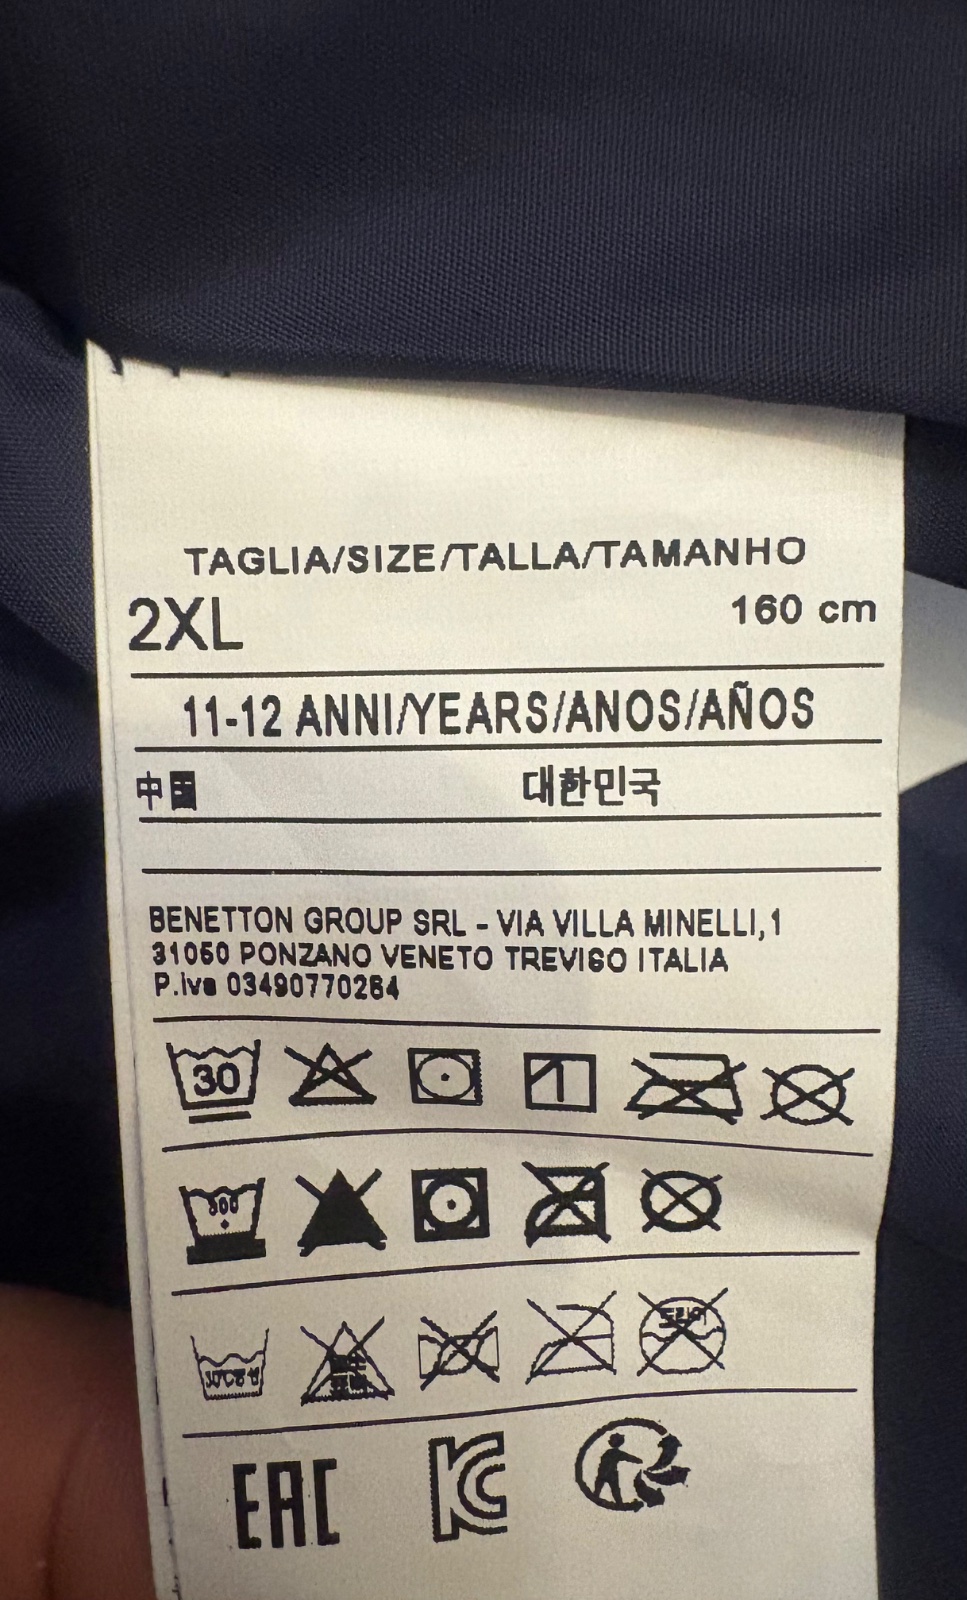 TAGLIA/SIZE/TALLA/TAMANHO
2XL 160 cm
11-12 ANNI/YEARS/ANOS/AÑOS
中国 대한민국
BENETTON GROUP SRL - VIA VILLA MINELLI,1
31050 PONZANO VENETO TREVISO ITALIA
P.Iva 03490770264
30
EAC KC